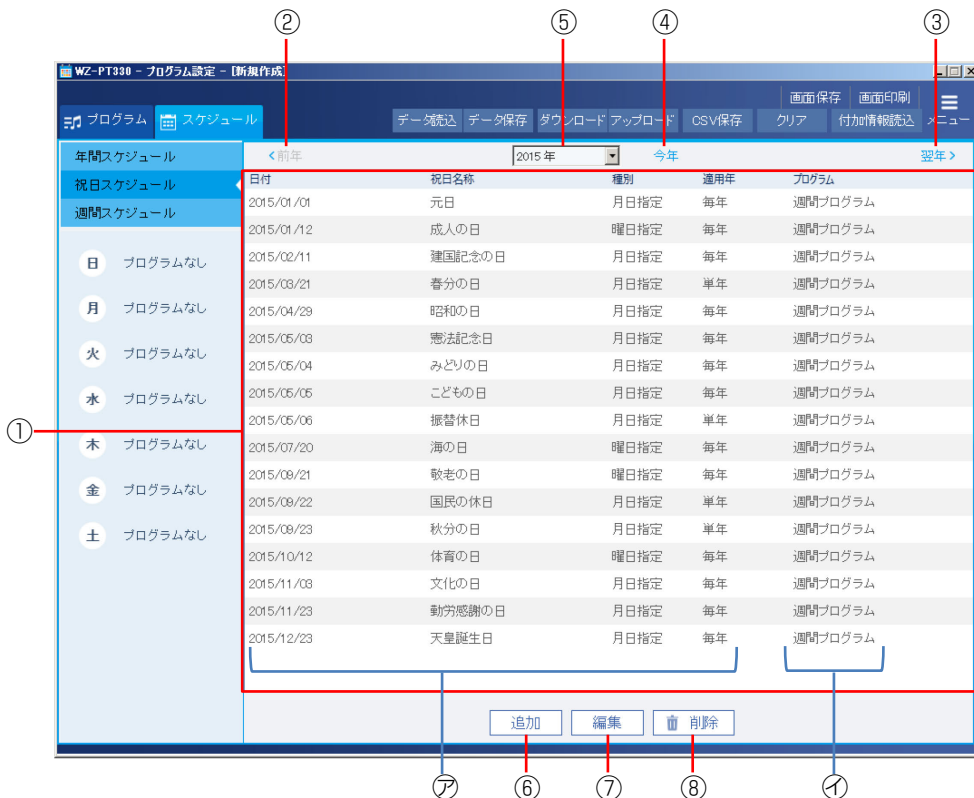 ② ⑤ ④ ③
WZ-PT330 - プログラム設定 - [新規作成]
画面保存 画面印刷
プログラム スケジュール データ読込 データ保存 ダウンロード アップロード CSV保存 クリア 付加情報読込 メニュー
年間スケジュール <前年 2015年 今年 翌年>
祝日スケジュール 日付 祝日名称 種別 適用年 プログラム
週間スケジュール
2015/01/01 元日 月日指定 毎年 週間プログラム
2015/01/12 成人の日 曜日指定 毎年 週間プログラム
日 プログラムなし
2015/02/11 建国記念の日 月日指定 毎年 週間プログラム
2015/03/21 春分の日 月日指定 単年 週間プログラム
月 プログラムなし
2015/04/29 昭和の日 月日指定 毎年 週間プログラム
2015/05/03 憲法記念日 月日指定 毎年 週間プログラム
火 プログラムなし
2015/05/04 みどりの日 月日指定 毎年 週間プログラム
2015/05/05 こどもの日 月日指定 毎年 週間プログラム
水 プログラムなし
2015/05/06 振替休日 月日指定 単年 週間プログラム
①
木 プログラムなし
2015/07/20 海の日 曜日指定 毎年 週間プログラム
2015/09/21 敬老の日 曜日指定 毎年 週間プログラム
金 プログラムなし
2015/09/22 国民の休日 月日指定 単年 週間プログラム
2015/09/23 秋分の日 月日指定 単年 週間プログラム
土 プログラムなし
2015/10/12 体育の日 曜日指定 毎年 週間プログラム
2015/11/03 文化の日 月日指定 毎年 週間プログラム
2015/11/23 勤労感謝の日 月日指定 毎年 週間プログラム
2015/12/23 天皇誕生日 月日指定 毎年 週間プログラム
追加 編集 削除
㋐ ⑥ ⑦ ⑧ ㋑